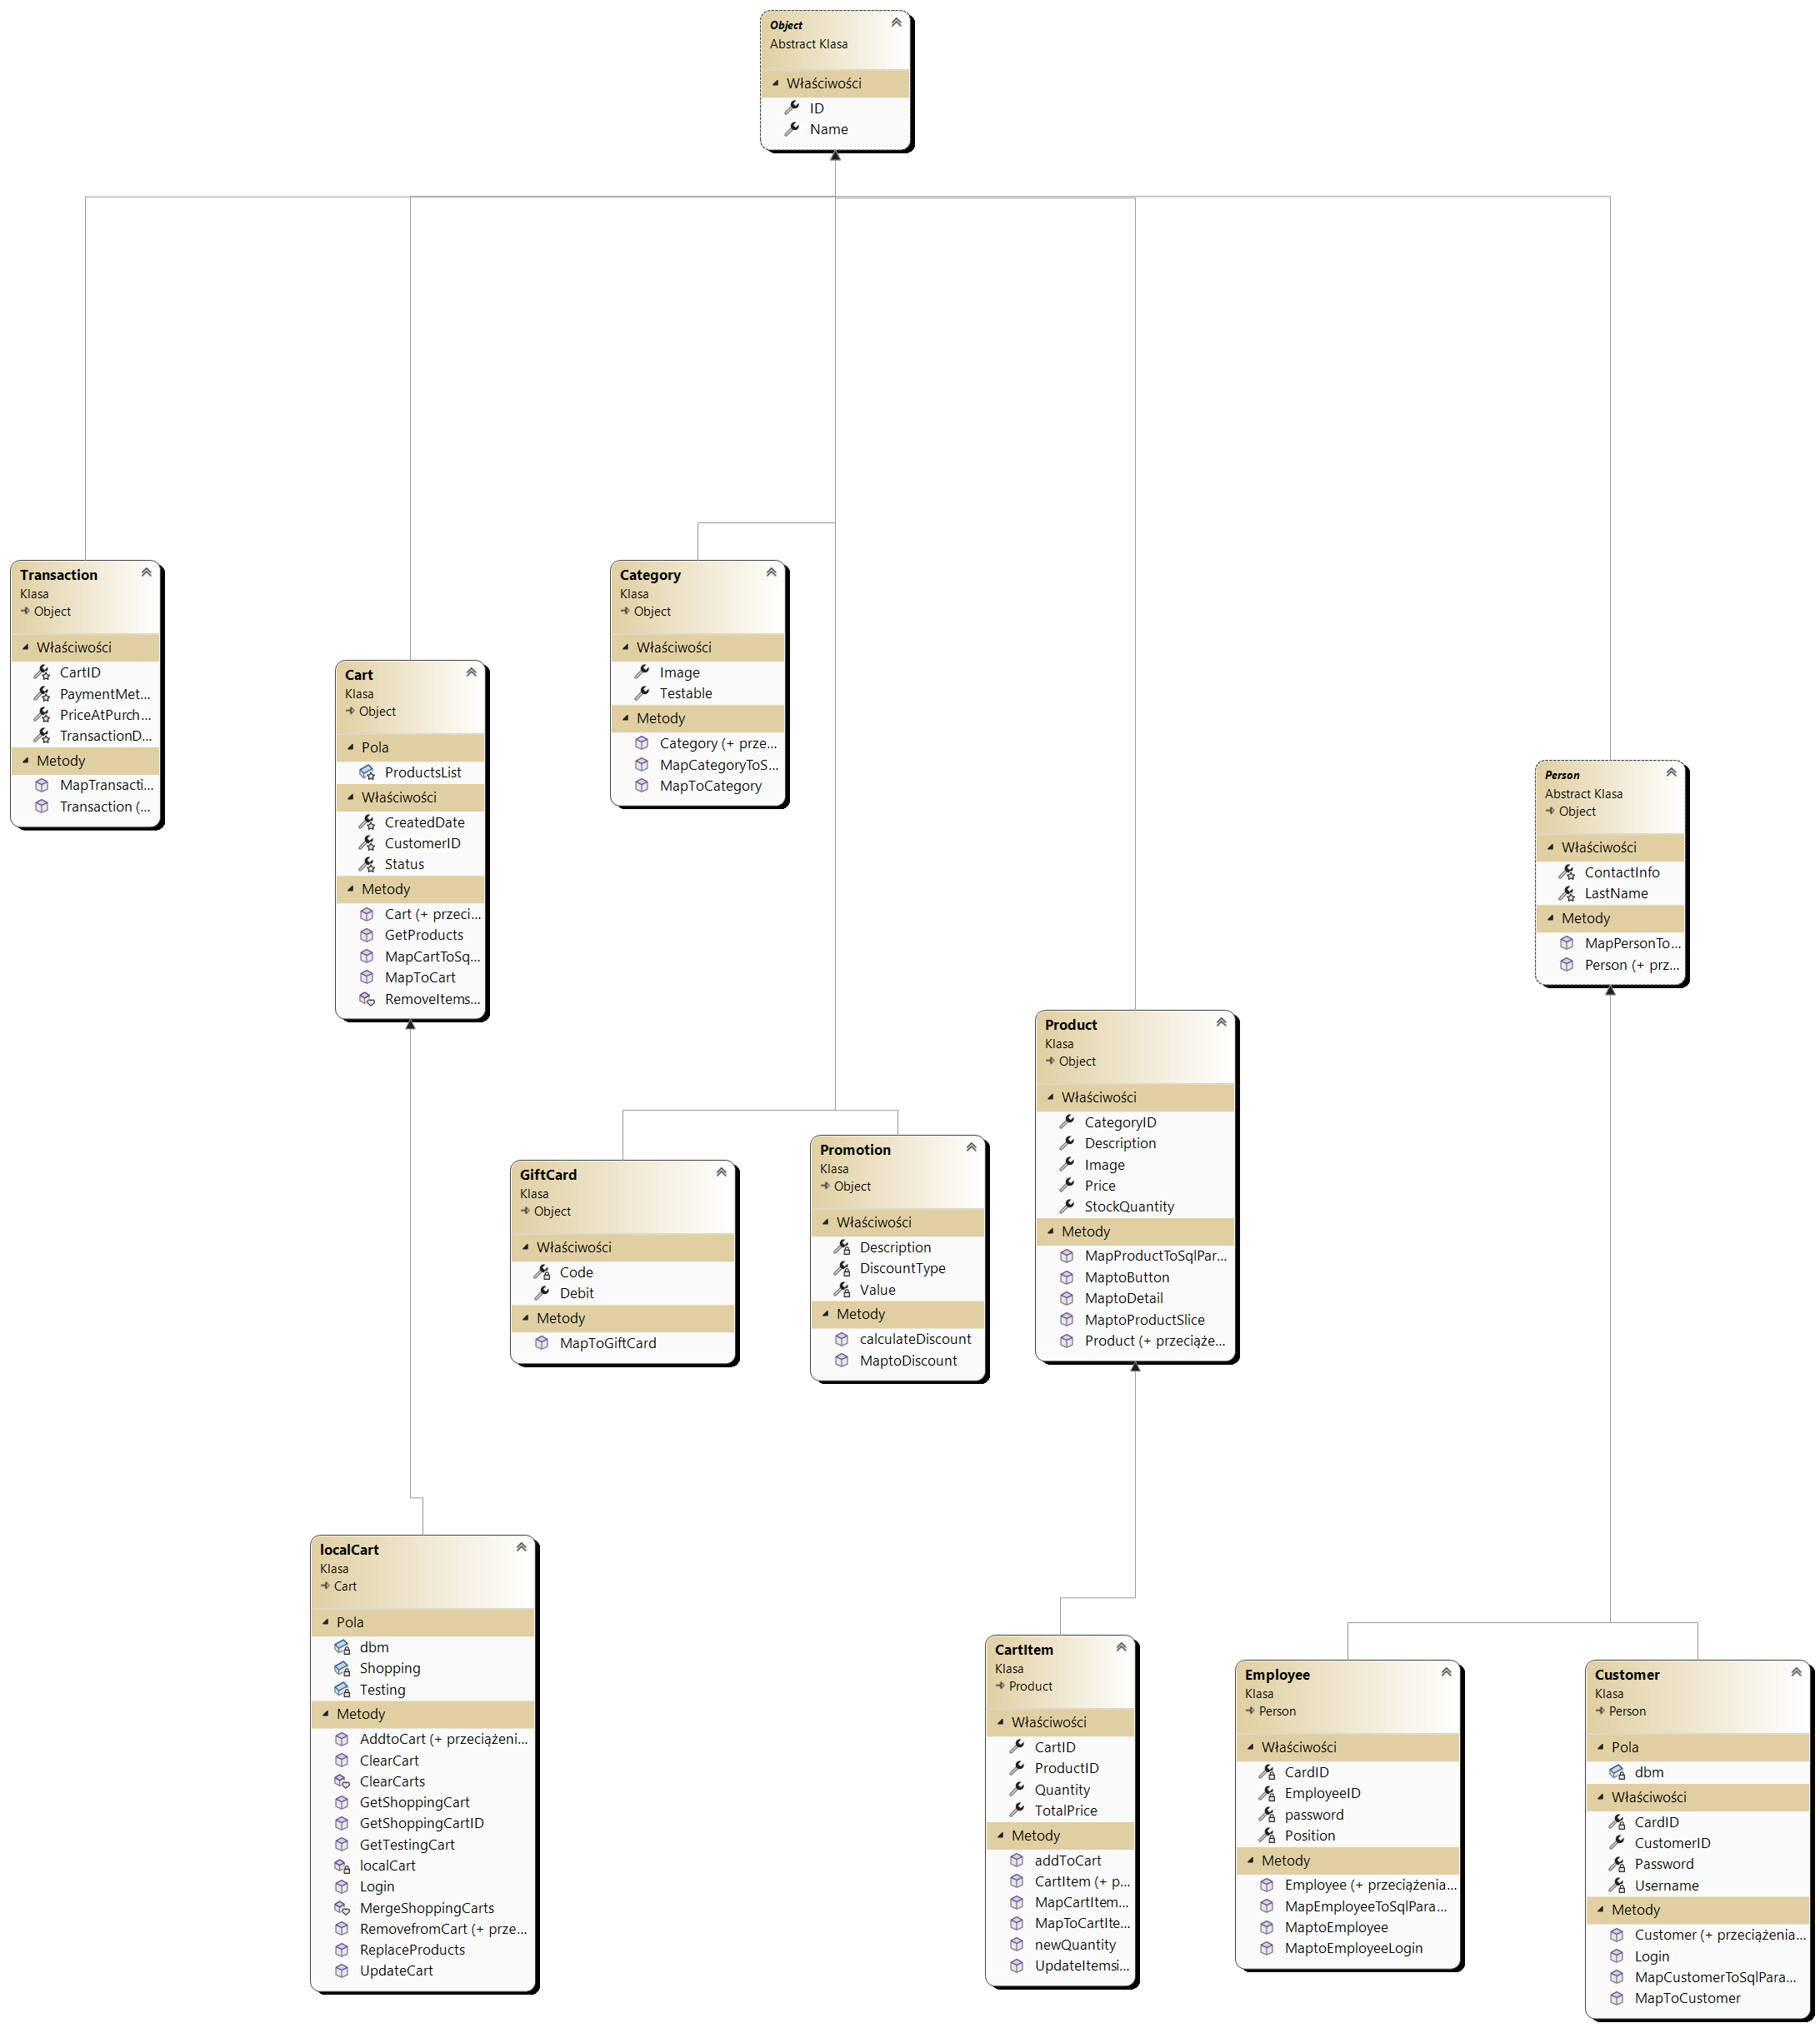 Object
Abstract Klasa
Właściwości
ID
Name
Transaction
Klasa
Object
Właściwości
CartID
PaymentMet...
PriceAtPurch...
TransactionD...
Metody
MapTransacti...
Transaction (...
Cart
Klasa
Object
Pola
ProductsList
Właściwości
CreatedDate
CustomerID
Status
Metody
Cart (+ przeci...
GetProducts
MapCartToSq...
MapToCart
RemoveItems...
Category
Klasa
Object
Właściwości
Image
Testable
Metody
Category (+ prze...
MapCategoryToS...
MapToCategory
Person
Abstract Klasa
Object
Właściwości
ContactInfo
LastName
Metody
MapPersonTo...
Person (+ prz...
Product
Klasa
Object
Właściwości
CategoryID
Description
Image
Price
StockQuantity
Metody
MapProductToSqlPar...
MaptoButton
MaptoDetail
MaptoProductSlice
Product (+ przeciąże...
GiftCard
Klasa
Object
Właściwości
Code
Debit
Metody
MapToGiftCard
Promotion
Klasa
Object
Właściwości
Description
DiscountType
Value
Metody
calculateDiscount
MaptoDiscount
localCart
Klasa
Cart
Pola
dbm
Shopping
Testing
Metody
AddtoCart (+ przeciążeni...
ClearCart
ClearCarts
GetShoppingCart
GetShoppingCartID
GetTestingCart
localCart
Login
MergeShoppingCarts
RemovefromCart (+ prze...
ReplaceProducts
UpdateCart
CartItem
Klasa
Product
Właściwości
CartID
ProductID
Quantity
TotalPrice
Metody
addToCart
CartItem (+ p...
MapCartItem...
MapToCartIte...
newQuantity
UpdateItemsi...
Employee
Klasa
Person
Właściwości
CardID
EmployeeID
password
Position
Metody
Employee (+ przeciążenia...
MapEmployeeToSqlPara...
MaptoEmployee
MaptoEmployeeLogin
Customer
Klasa
Person
Pola
dbm
Właściwości
CardID
CustomerID
Password
Username
Metody
Customer (+ przeciążenia...
Login
MapCustomerToSqlPara...
MapToCustomer